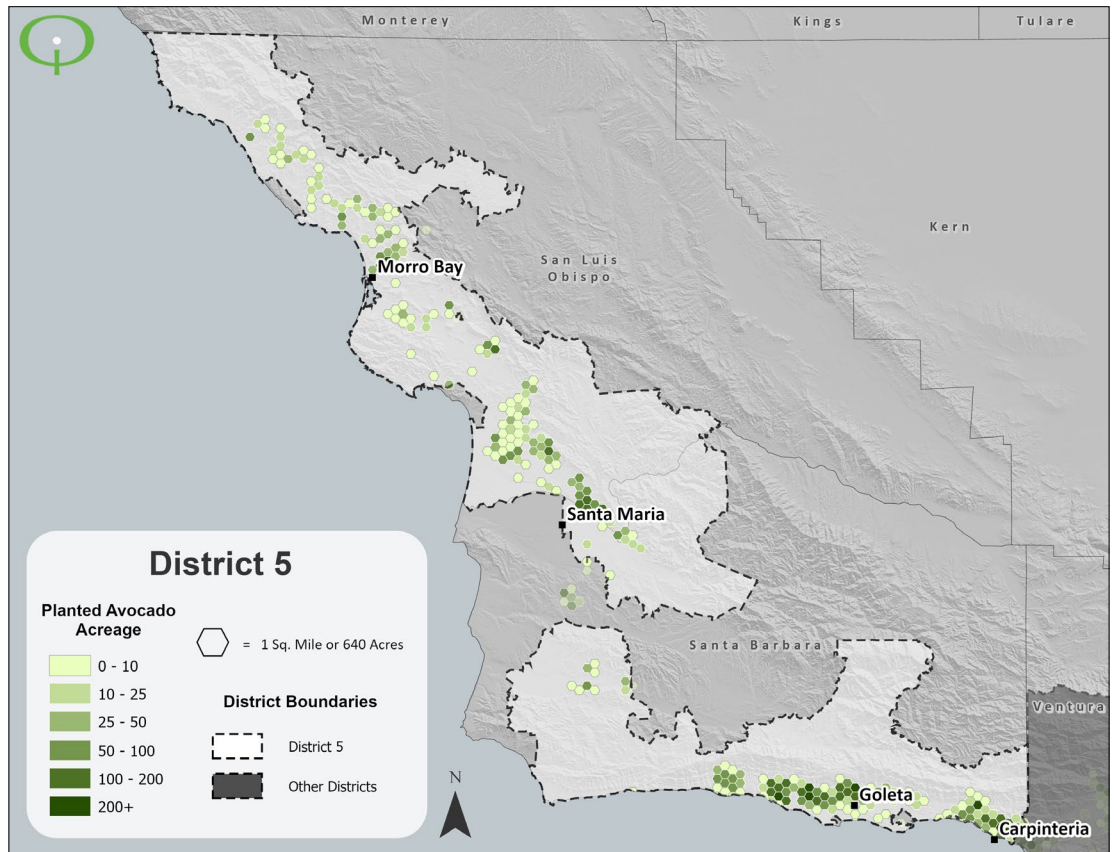 Monterey
Kings
Tulare
Kern
San Luis
Obispo
Morro Bay
Santa Maria
Santa Barbara
Ventura
Goleta
Carpinteria
District 5
Planted Avocado
Acreage
0 - 10
10 - 25
25 - 50
50 - 100
100 - 200
200+
= 1 Sq. Mile or 640 Acres
District Boundaries
District 5
Other Districts
N